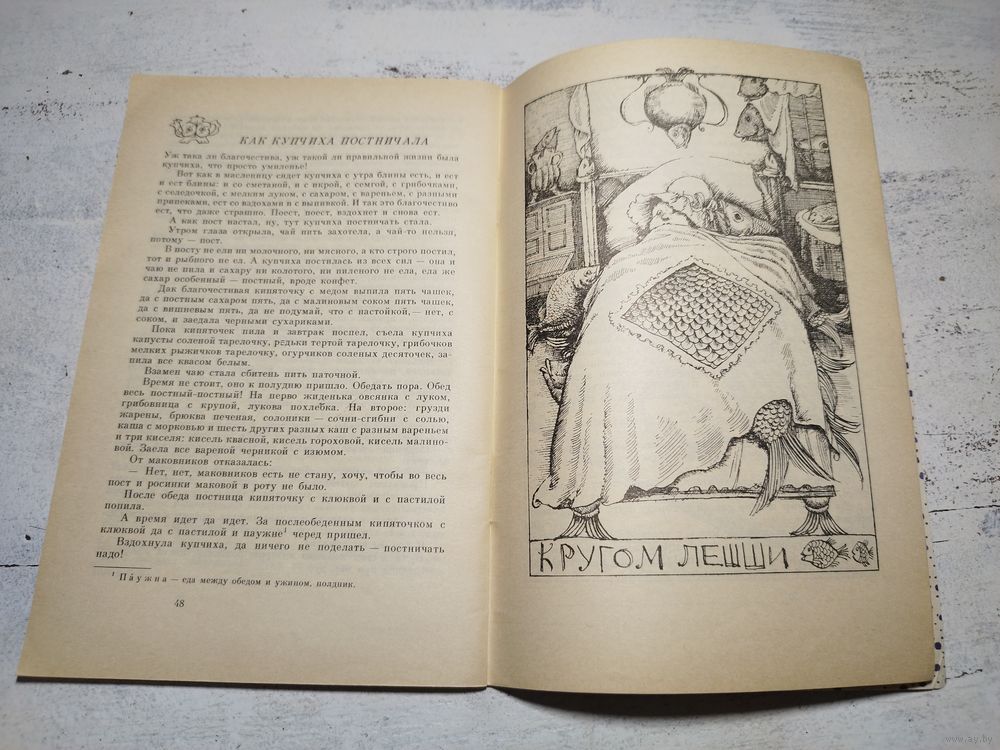 КАК КУПЧИХА ПОСТНИЧАЛА
Уж така ли благочестива, уж такой ли правильной жизни была
купчиха, что просто умиленье!
Вот как в масленицу сядет купчиха с утра блины есть, и ест
и ест блины: и со сметаной, и с икрой, с семгой, с грибочками,
с селедочкой, с мелким луком, с сахаром, с вареньем, с разными
припеками, ест со вздохами и с выпивкой. И так это благочестиво
ест, что даже страшно. Поест, поест, вздохнет и снова ест.
А как пост настал, ну, тут купчиха постничать стала.
Утром глаза открыла, чай пить захотела, а чай-то нельзя,
потому — пост.
В посту не ели ни молочного, ни мясного, а кто строго постил,
тот и рыбного не ел. А купчиха постилась из всех сил — она и
чаю не пила и сахару ни колотого, ни пиленого не ела, ела же
сахар особенный — постный, вроде конфет.
Дак благочестивая кипяточку с медом выпила пять чашек,
да с постным сахаром пять, да с малиновым соком пять чашек,
да с вишневым пять, да не подумай, что с настойкой,— нет, с
соком, и заедала черными сухариками.
Пока кипяточек пила и завтрак поспел, съела купчиха
капусты соленой тарелочку, редьки тертой тарелочку, грибочков
мелких рыжичков тарелочку, огурчиков соленых десяточек, за-
пила все квасом белым.
Взамен чаю стала сбитень пить паточной.
Время не стоит, оно к полудню пришло. Обедать пора. Обед
весь постный-постный! На перво жиденька овсянка с луком,
грибовница с крупой, лукова похлебка. На второе: грузди
жарены, брюква печеная, солоники — сочни-сгибни с солью,
каша с морковью и шесть других разных каш с разным вареньем
и три киселя: кисель квасной, кисель гороховой, кисель малино-
вой. Заела все вареной черникой с изюмом.
От маковников отказалась:
— Нет, нет, маковников есть не стану, хочу, чтобы во весь
пост и росинки маковой в роту не было.
После обеда постница кипяточку с клюквой и с пастилой
попила.
А время идет да идет. За послеобеденным кипяточком с
клюквой да с пастилой и паужне¹ черед пришел.
Вздохнула купчиха, да ничего не поделать — постничать
надо!
¹ Па́ужна — еда между обедом и ужином, полдник.
48
КРУГОМ ЛЕШШИ
www.ay.by